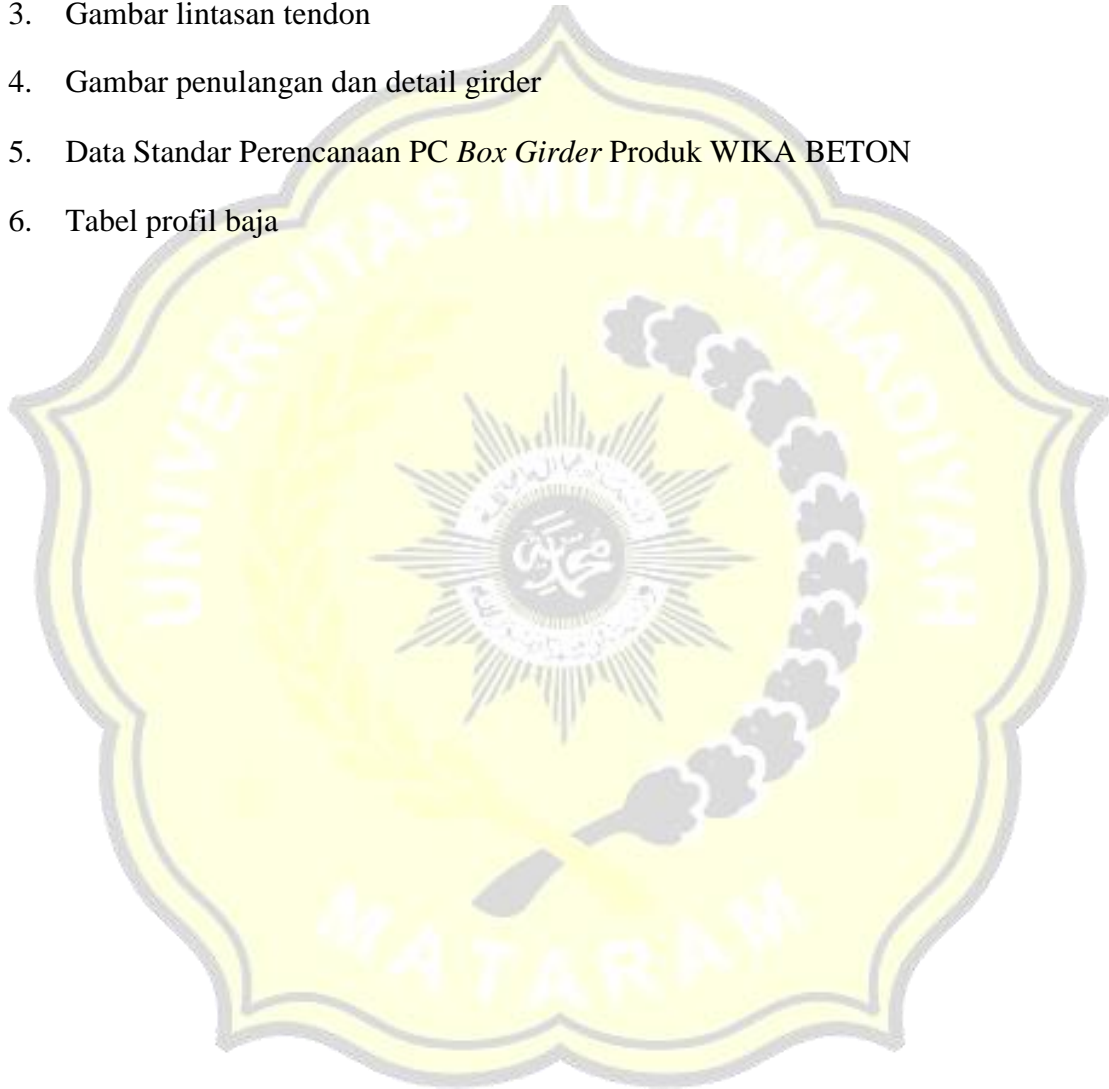 3. Gambar lintasan tendon
4. Gambar penulangan dan detail girder
5. Data Standar Perencanaan PC Box Girder Produk WIKA BETON
6. Tabel profil baja
UNIVERSITAS MUHAMMADIYAH
MATARAM